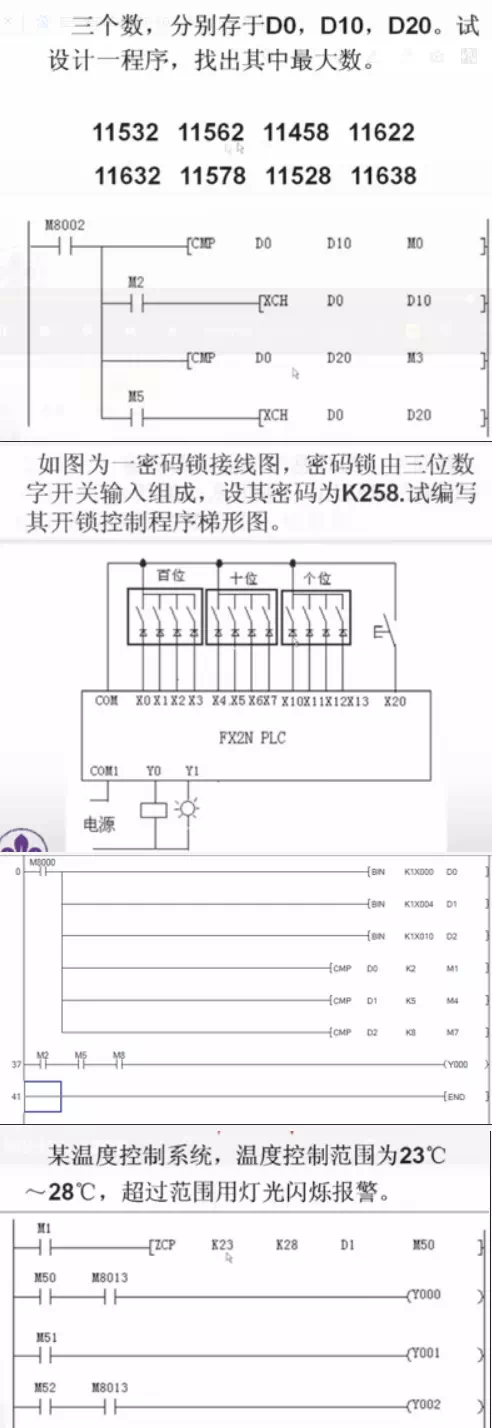 三个数，分别存于D0，D10，D20。试
设计一程序，找出其中最大数。
11532 11562 11458 11622
11632 11578 11528 11638
M8002
CMP D0 D10 M0
M2
XCH D0 D10
CMP D0 D20 M3
M5
XCH D0 D20
如图为一密码锁接线图，密码锁由三位数
字开关输入组成，设其密码为K258.试编写
其开锁控制程序梯形图。
百位 十位 个位
COM X0 X1 X2 X3 X4 X5 X6 X7 X10 X11 X12 X13 X20
FX2N PLC
COM1 Y0 Y1
电源
M8000
0 BIN K1X000 D0
BIN K1X004 D1
BIN K1X010 D2
CMP D0 K2 M1
CMP D1 K5 M4
CMP D2 K8 M7
M2 M5 M8
37 Y000
41 END
某温度控制系统，温度控制范围为23℃
～28℃，超过范围用灯光闪烁报警。
M1
ZCP K23 K28 D1 M50
M50 M8013
Y000
M51
Y001
M52 M8013
Y002